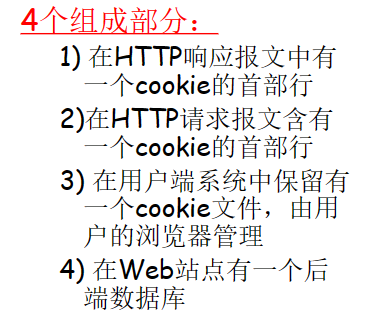 4个组成部分：
1) 在HTTP响应报文中有
一个cookie的首部行
2)在HTTP请求报文含有
一个cookie的首部行
3) 在用户端系统中保留有
一个cookie文件，由用
户的浏览器管理
4) 在Web站点有一个后
端数据库